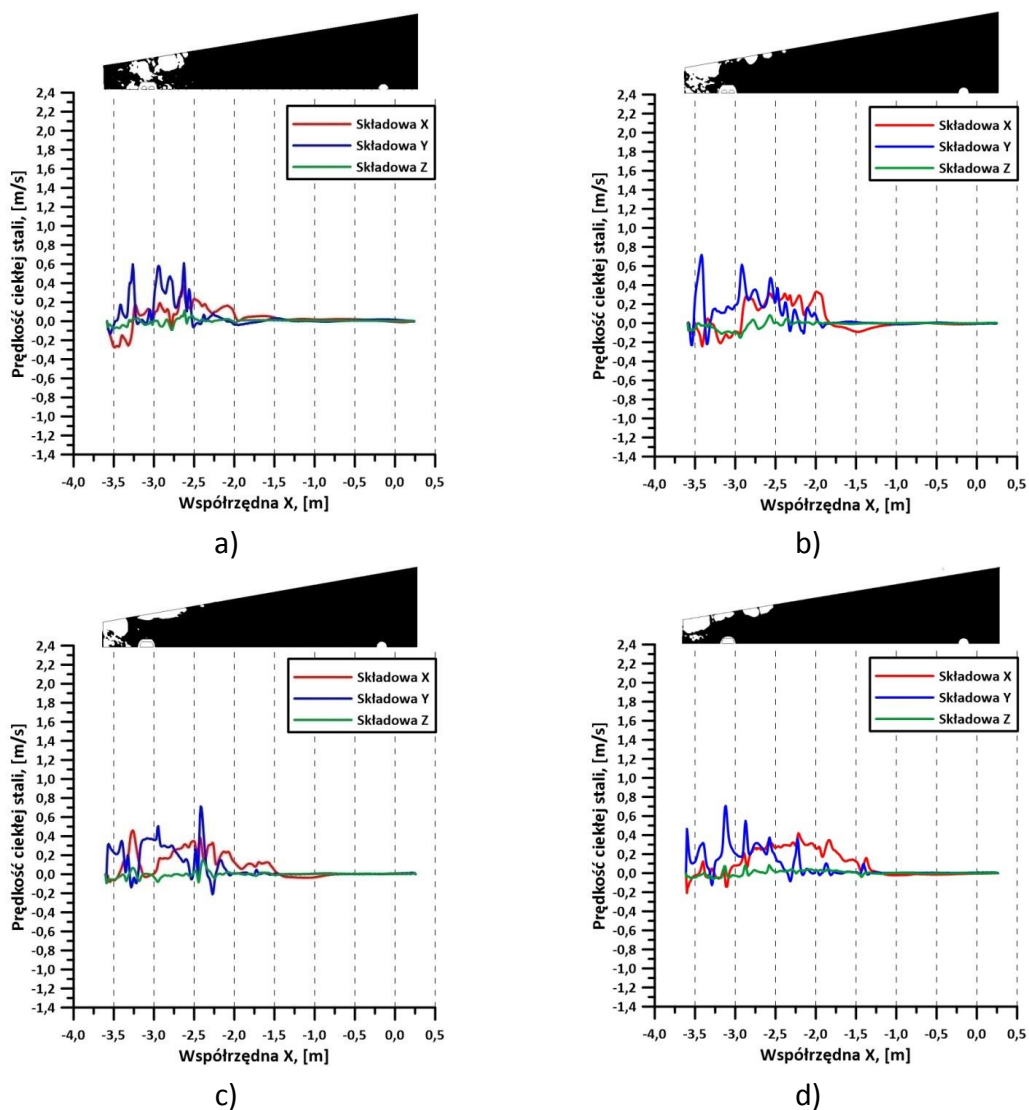 2,4
2,2
2,0
1,8
1,6
1,4
1,2
1,0
0,8
0,6
0,4
0,2
0,0
-0,2
-0,4
-0,6
-0,8
-1,0
-1,2
-1,4
Prędkość ciekłej stali, [m/s]
Składowa X
Składowa Y
Składowa Z
-4,0 -3,5 -3,0 -2,5 -2,0 -1,5 -1,0 -0,5 0,0 0,5
Współrzędna X, [m]
a)
2,4
2,2
2,0
1,8
1,6
1,4
1,2
1,0
0,8
0,6
0,4
0,2
0,0
-0,2
-0,4
-0,6
-0,8
-1,0
-1,2
-1,4
Prędkość ciekłej stali, [m/s]
Składowa X
Składowa Y
Składowa Z
-4,0 -3,5 -3,0 -2,5 -2,0 -1,5 -1,0 -0,5 0,0 0,5
Współrzędna X, [m]
b)
2,4
2,2
2,0
1,8
1,6
1,4
1,2
1,0
0,8
0,6
0,4
0,2
0,0
-0,2
-0,4
-0,6
-0,8
-1,0
-1,2
-1,4
Prędkość ciekłej stali, [m/s]
Składowa X
Składowa Y
Składowa Z
-4,0 -3,5 -3,0 -2,5 -2,0 -1,5 -1,0 -0,5 0,0 0,5
Współrzędna X, [m]
c)
2,4
2,2
2,0
1,8
1,6
1,4
1,2
1,0
0,8
0,6
0,4
0,2
0,0
-0,2
-0,4
-0,6
-0,8
-1,0
-1,2
-1,4
Prędkość ciekłej stali, [m/s]
Składowa X
Składowa Y
Składowa Z
-4,0 -3,5 -3,0 -2,5 -2,0 -1,5 -1,0 -0,5 0,0 0,5
Współrzędna X, [m]
d)